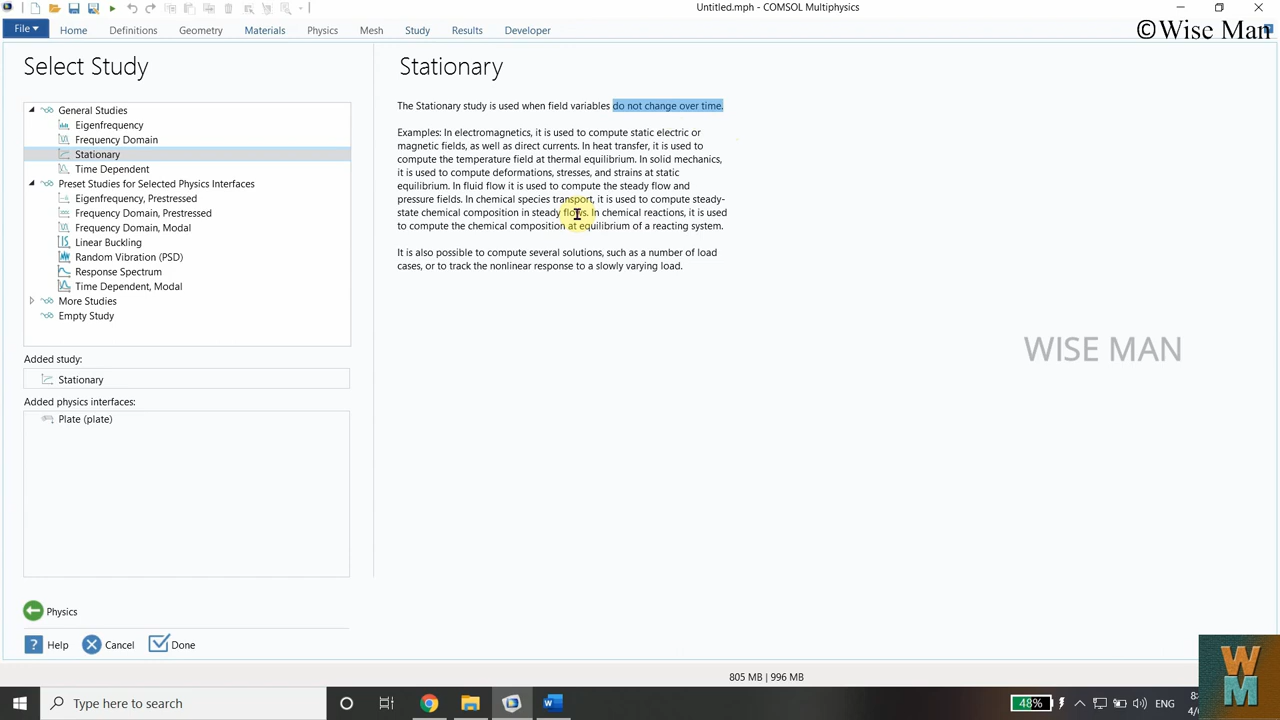 Untitled.mph - COMSOL Multiphysics
File
Home
Definitions
Geometry
Materials
Physics
Mesh
Study
Results
Developer
©Wise Man
Select Study
General Studies
Eigenfrequency
Frequency Domain
Stationary
Time Dependent
Preset Studies for Selected Physics Interfaces
Eigenfrequency, Prestressed
Frequency Domain, Prestressed
Frequency Domain, Modal
Linear Buckling
Random Vibration (PSD)
Response Spectrum
Time Dependent, Modal
More Studies
Empty Study
Added study:
Stationary
Added physics interfaces:
Plate (plate)
Physics
Help
Cancel
Done
Stationary
The Stationary study is used when field variables do not change over time.
Examples: In electromagnetics, it is used to compute static electric or
magnetic fields, as well as direct currents. In heat transfer, it is used to
compute the temperature field at thermal equilibrium. In solid mechanics,
it is used to compute deformations, stresses, and strains at static
equilibrium. In fluid flow it is used to compute the steady flow and
pressure fields. In chemical species transport, it is used to compute steady-
state chemical composition in steady flows. In chemical reactions, it is used
to compute the chemical composition at equilibrium of a reacting system.
It is also possible to compute several solutions, such as a number of load
cases, or to track the nonlinear response to a slowly varying load.
WISE MAN
805 MB | 996 MB
W
M
Type here to search
48%
ENG